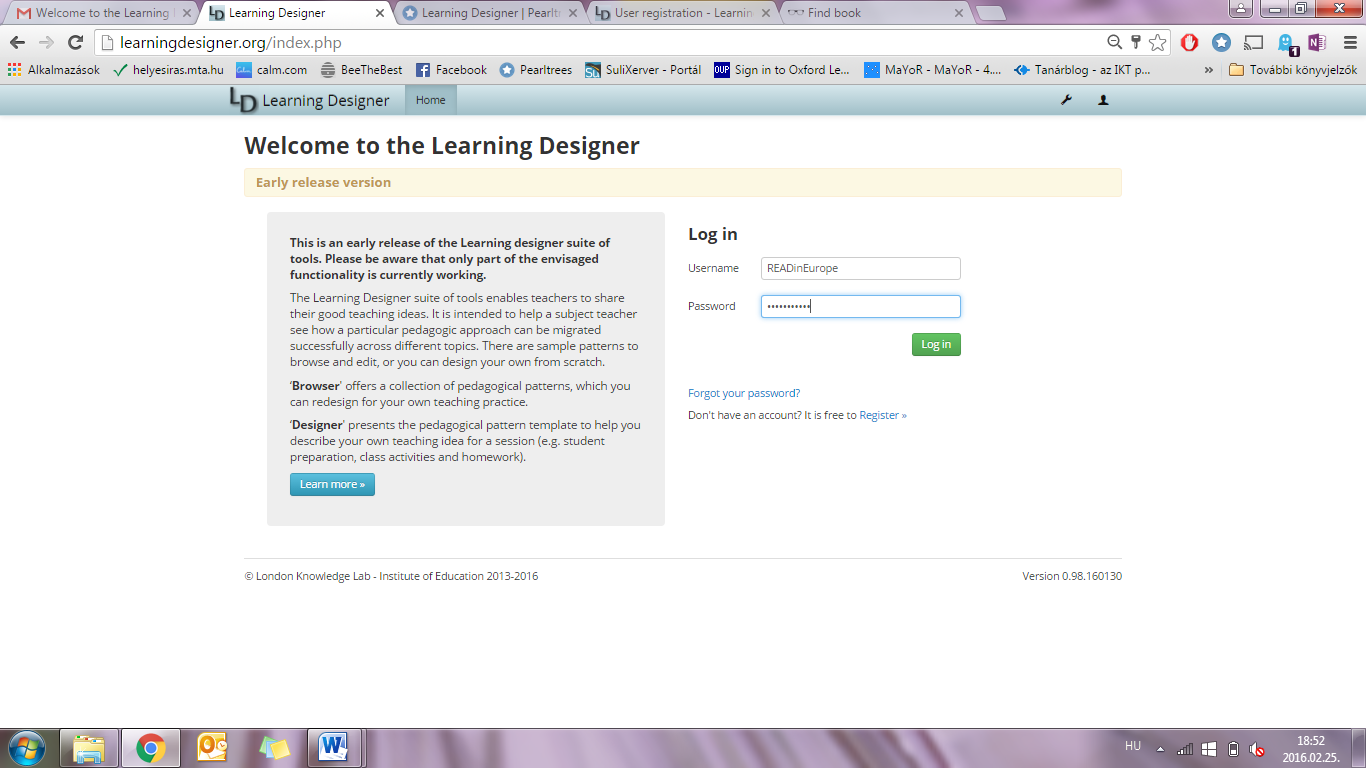 Welcome to the Learning
Learning Designer
Learning Designer | Pearltr
User registration - Learnin
Find book
learningdesigner.org/index.php
1
Alkalmazások
helyesiras.mta.hu
calm.com
BeeTheBest
Facebook
Pearltrees
SuliXerver - Portál
OUP
Sign in to Oxford Le...
MaYoR - MaYoR - 4....
Tanárblog - az IKT p...
»
További könyvjelzők
LD Learning Designer
Home
Welcome to the Learning Designer
Early release version
This is an early release of the Learning designer suite of
tools. Please be aware that only part of the envisaged
functionality is currently working.
The Learning Designer suite of tools enables teachers to share
their good teaching ideas. It is intended to help a subject teacher
see how a particular pedagogic approach can be migrated
successfully across different topics. There are sample patterns to
browse and edit, or you can design your own from scratch.
‘Browser’ offers a collection of pedagogical patterns, which you
can redesign for your own teaching practice.
‘Designer’ presents the pedagogical pattern template to help you
describe your own teaching idea for a session (e.g. student
preparation, class activities and homework).
Learn more »
Log in
Username
READinEurope
Password
•••••••••••
Log in
Forgot your password?
Don't have an account? It is free to Register »
© London Knowledge Lab - Institute of Education 2013-2016
Version 0.98.160130
HU
18:52
2016.02.25.